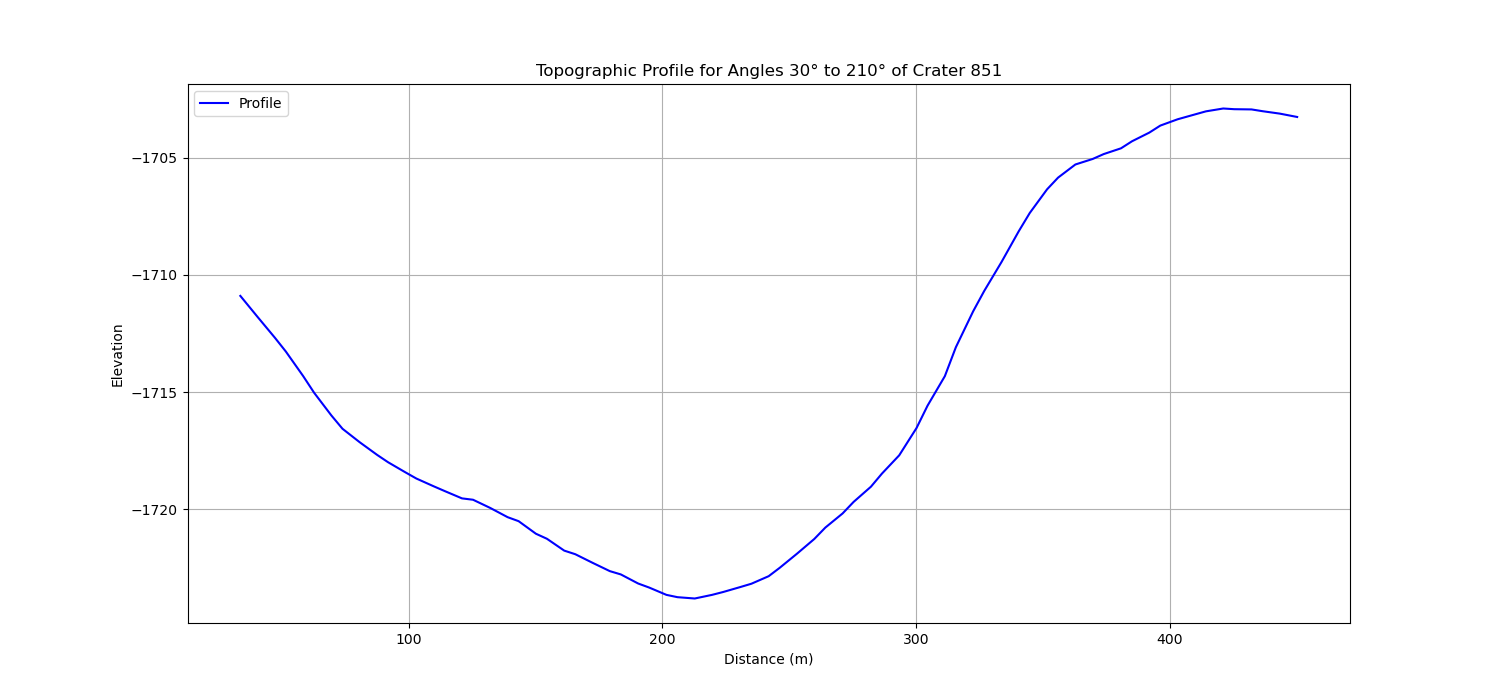 Topographic Profile for Angles 30° to 210° of Crater 851
Profile
−1705
−1710
−1715
−1720
Elevation
100
200
300
400
Distance (m)